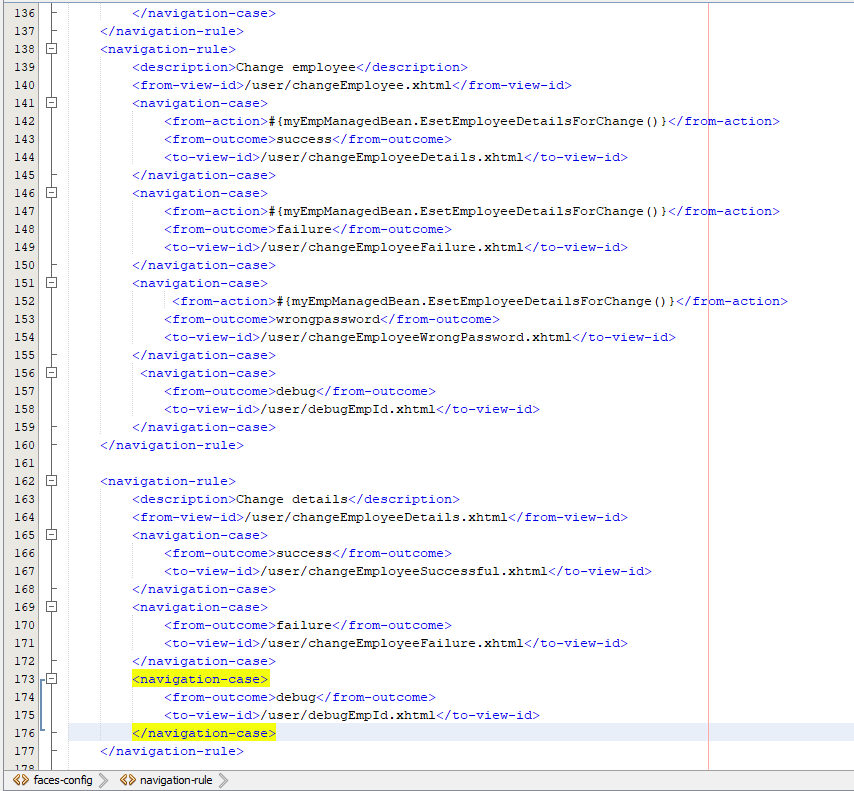 136 </navigation-case>
137 </navigation-rule>
138 <navigation-rule>
139 <description>Change employee</description>
140 <from-view-id>/user/changeEmployee.xhtml</from-view-id>
141 <navigation-case>
142 <from-action>#{myEmpManagedBean.EsetEmployeeDetailsForChange()}</from-action>
143 <from-outcome>success</from-outcome>
144 <to-view-id>/user/changeEmployeeDetails.xhtml</to-view-id>
145 </navigation-case>
146 <navigation-case>
147 <from-action>#{myEmpManagedBean.EsetEmployeeDetailsForChange()}</from-action>
148 <from-outcome>failure</from-outcome>
149 <to-view-id>/user/changeEmployeeFailure.xhtml</to-view-id>
150 </navigation-case>
151 <navigation-case>
152 <from-action>#{myEmpManagedBean.EsetEmployeeDetailsForChange()}</from-action>
153 <from-outcome>wrongpassword</from-outcome>
154 <to-view-id>/user/changeEmployeeWrongPassword.xhtml</to-view-id>
155 </navigation-case>
156 <navigation-case>
157 <from-outcome>debug</from-outcome>
158 <to-view-id>/user/debugEmpId.xhtml</to-view-id>
159 </navigation-case>
160 </navigation-rule>
161
162 <navigation-rule>
163 <description>Change details</description>
164 <from-view-id>/user/changeEmployeeDetails.xhtml</from-view-id>
165 <navigation-case>
166 <from-outcome>success</from-outcome>
167 <to-view-id>/user/changeEmployeeSuccessful.xhtml</to-view-id>
168 </navigation-case>
169 <navigation-case>
170 <from-outcome>failure</from-outcome>
171 <to-view-id>/user/changeEmployeeFailure.xhtml</to-view-id>
172 </navigation-case>
173 <navigation-case>
174 <from-outcome>debug</from-outcome>
175 <to-view-id>/user/debugEmpId.xhtml</to-view-id>
176 </navigation-case>
177 </navigation-rule>
178
faces-config navigation-rule